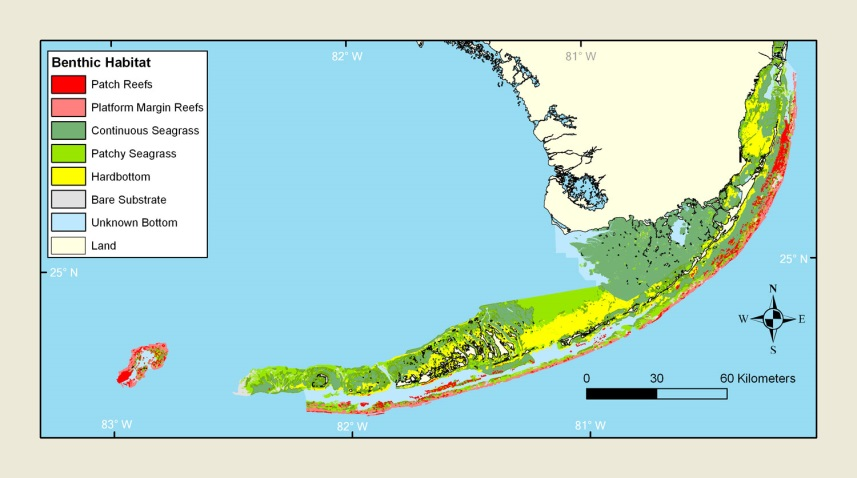 82° W
81° W
Benthic Habitat
Patch Reefs
Platform Margin Reefs
Continuous Seagrass
Patchy Seagrass
Hardbottom
Bare Substrate
Unknown Bottom
Land
25° N
25° N
N
W E
S
0 30 60 Kilometers
83° W
82° W
81° W